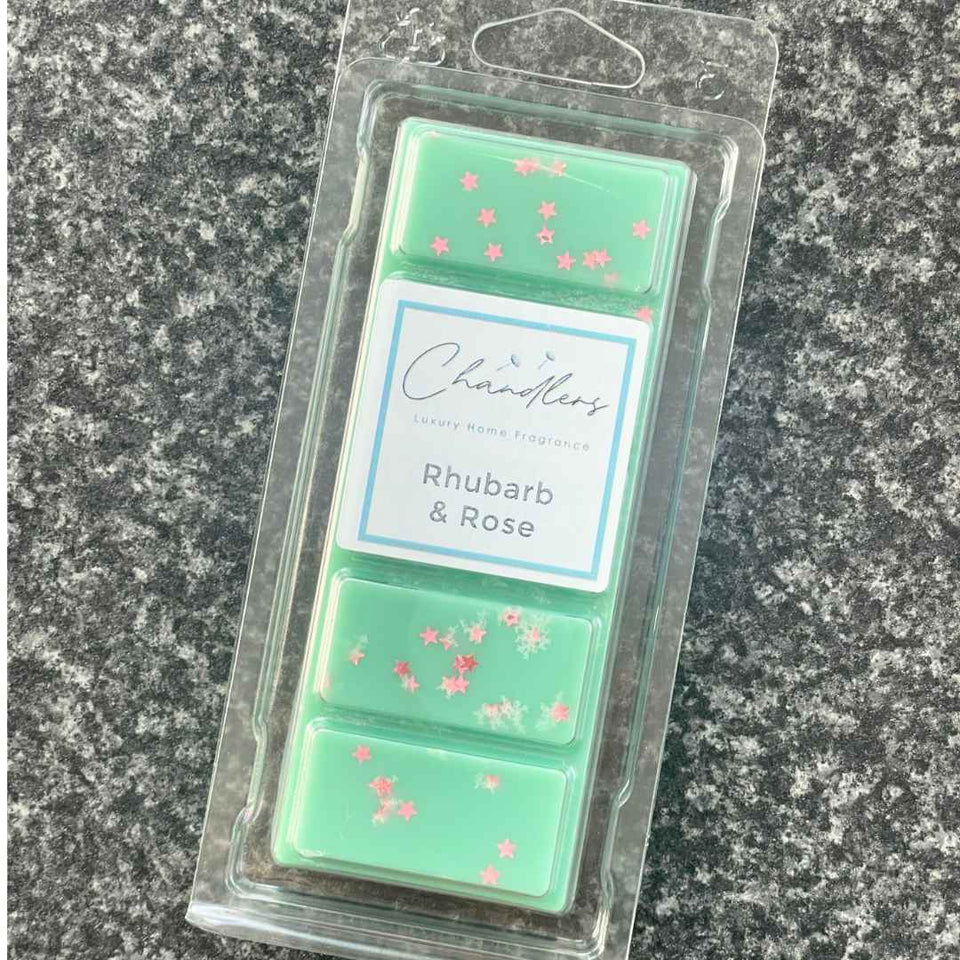 Chandlers
Luxury Home Fragrance
Rhubarb
& Rose